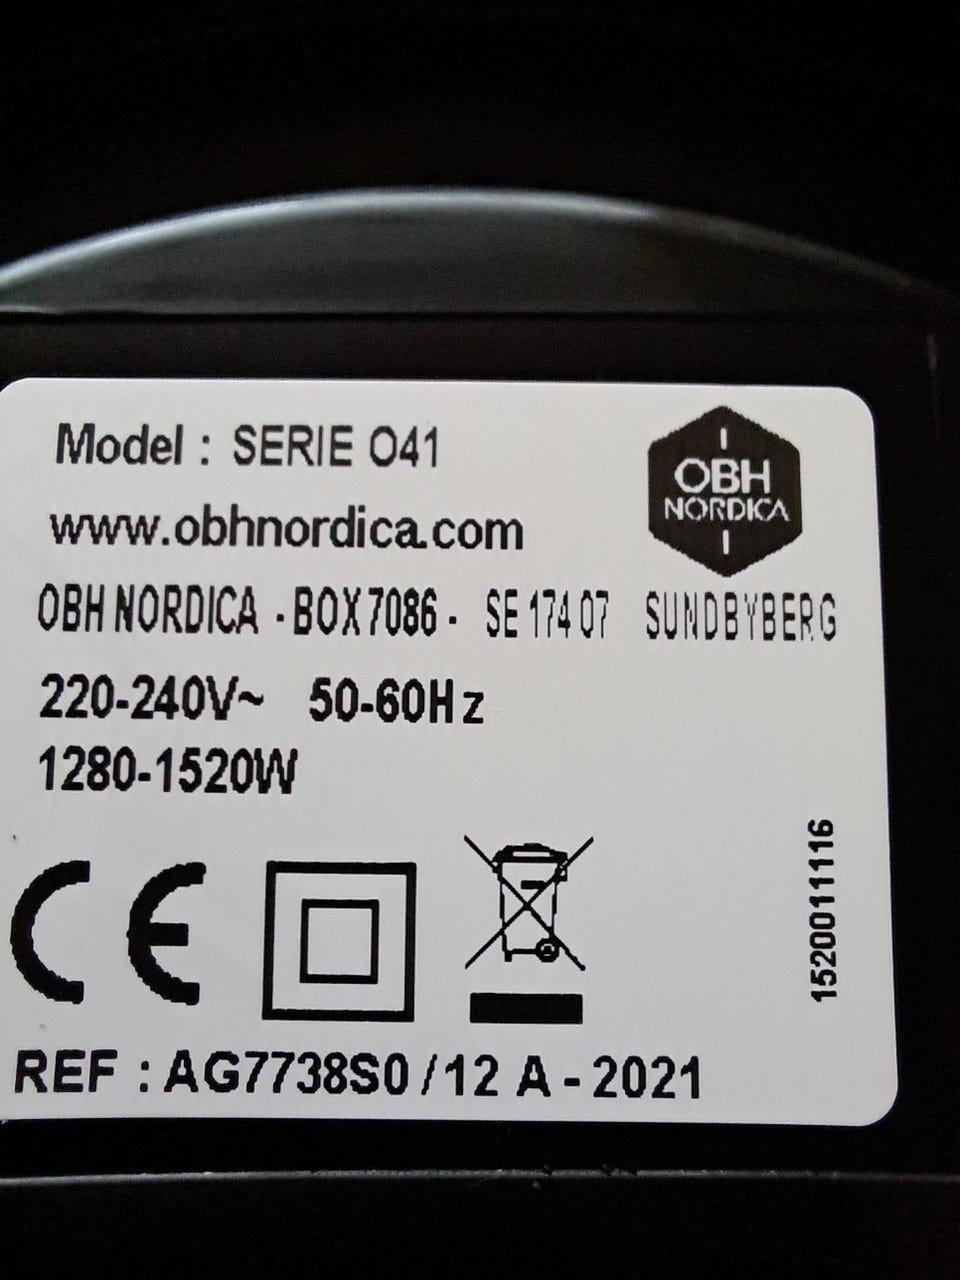 Model : SERIE O41
OBH
NORDICA
www.obhnordica.com
OBH NORDICA - BOX 7086 - SE 174 07 SUNDBYBERG
220-240V~ 50-60Hz
1280-1520W
CE
1520011116
REF : AG7738S0 / 12 A - 2021